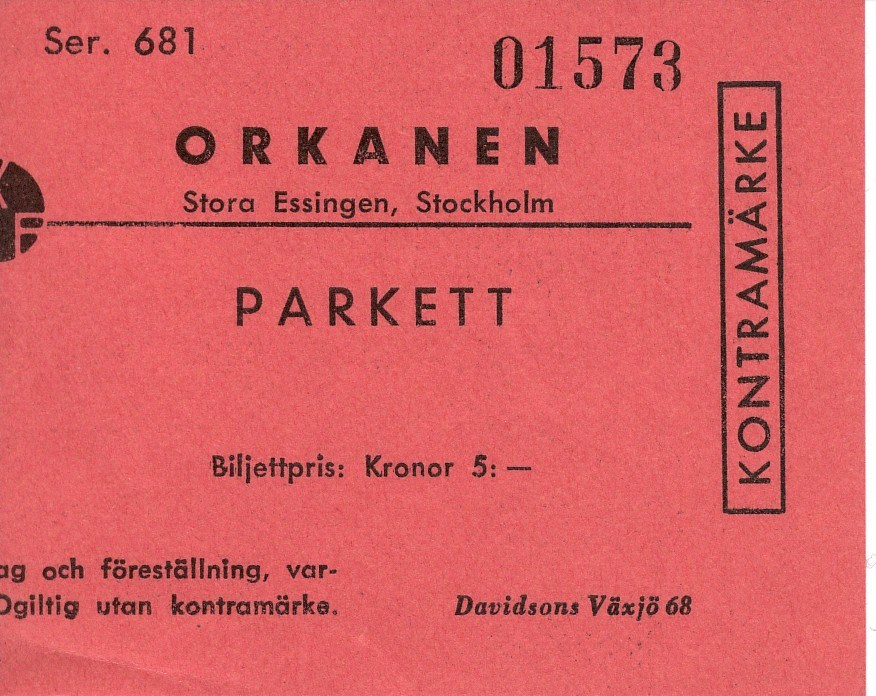 Ser. 681
01573
ORKANEN
Stora Essingen, Stockholm
PARKETT
Biljettpris: Kronor 5: —
ag och föreställning, var-
Ogiltig utan kontramärke.
Davidsons Växjö 68
KONTRAMÄRKE